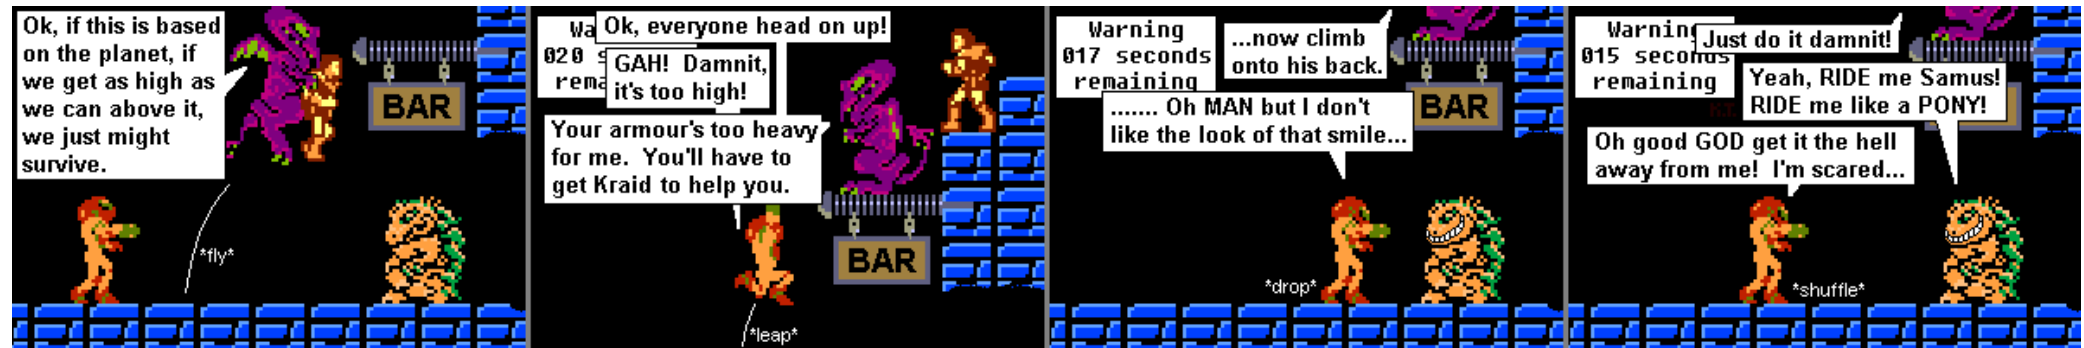 Ok, if this is based
on the planet, if
we get as high as
we can above it,
we just might
survive.
BAR
*fly*
Wa
020 s
rema
Ok, everyone head on up!
GAH! Damnit,
it's too high!
Your armour's too heavy
for me. You'll have to
get Kraid to help you.
BAR
*leap*
Warning
017 seconds
remaining
...now climb
onto his back.
BAR
....... Oh MAN but I don't
like the look of that smile...
*drop*
Warning
015 seconds
remaining
Just do it damnit!
Yeah, RIDE me Samus!
RIDE me like a PONY!
Oh good GOD get it the hell
away from me! I'm scared...
*shuffle*